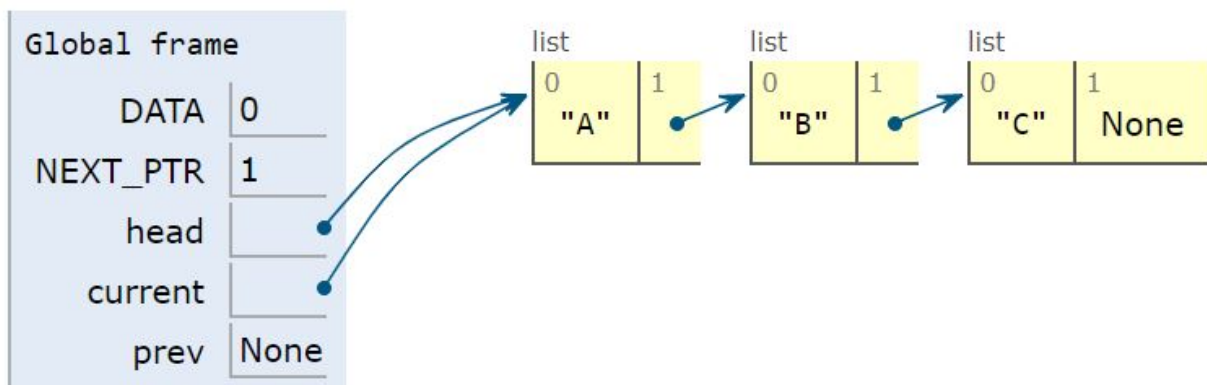 Global frame
DATA 0
NEXT_PTR 1
head
current
prev None
list list list
0 1 0 1 0 1
"A" "B" "C" None